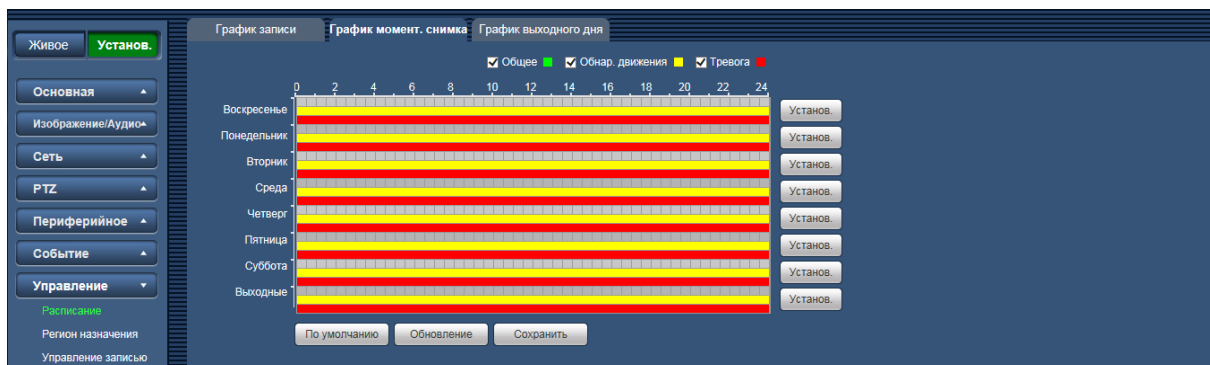 График записи График момент. снимка График выходного дня
Живое Установ.
Общее Обнар. движения Тревога
0 2 4 6 8 10 12 14 16 18 20 22 24
Основная
Изображение/Аудио
Сеть
PTZ
Периферийное
Событие
Управление
Расписание
Регион назначения
Управление записью
Воскресенье Установ.
Понедельник Установ.
Вторник Установ.
Среда Установ.
Четверг Установ.
Пятница Установ.
Суббота Установ.
Выходные Установ.
По умолчанию Обновление Сохранить